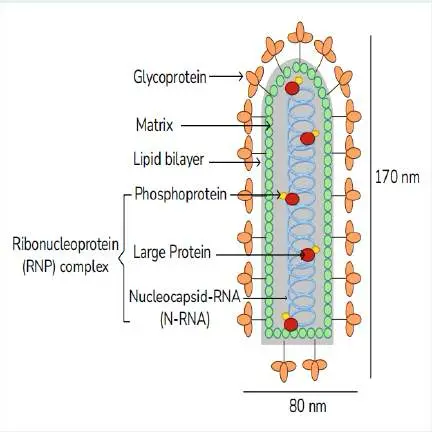 Glycoprotein
Matrix
Lipid bilayer
Phosphoprotein
Ribonucleoprotein
(RNP) complex
Large Protein
Nucleocapsid-RNA
(N-RNA)
170 nm
80 nm